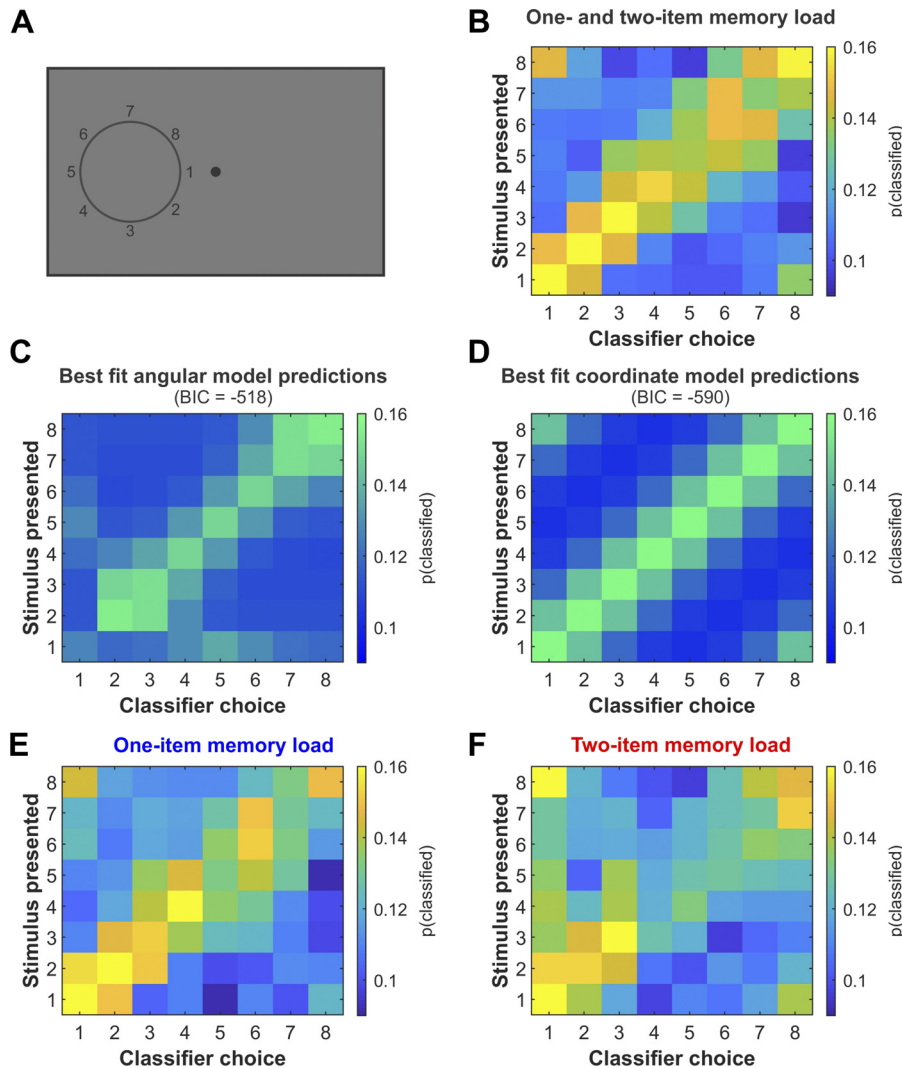 A
7
6 8
5 1
4 2
3
B
One- and two-item memory load
Stimulus presented
8
7
6
5
4
3
2
1
1 2 3 4 5 6 7 8
Classifier choice
0.16
0.14
0.12
0.1
p(classified)
C
Best fit angular model predictions
(BIC = -518)
Stimulus presented
8
7
6
5
4
3
2
1
1 2 3 4 5 6 7 8
Classifier choice
0.16
0.14
0.12
0.1
p(classified)
D
Best fit coordinate model predictions
(BIC = -590)
Stimulus presented
8
7
6
5
4
3
2
1
1 2 3 4 5 6 7 8
Classifier choice
0.16
0.14
0.12
0.1
p(classified)
E
One-item memory load
Stimulus presented
8
7
6
5
4
3
2
1
1 2 3 4 5 6 7 8
Classifier choice
0.16
0.14
0.12
0.1
p(classified)
F
Two-item memory load
Stimulus presented
8
7
6
5
4
3
2
1
1 2 3 4 5 6 7 8
Classifier choice
0.16
0.14
0.12
0.1
p(classified)